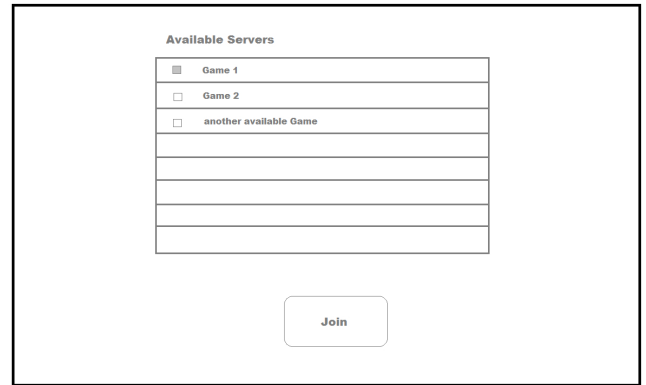 Available Servers
Game 1
Game 2
another available Game
Join